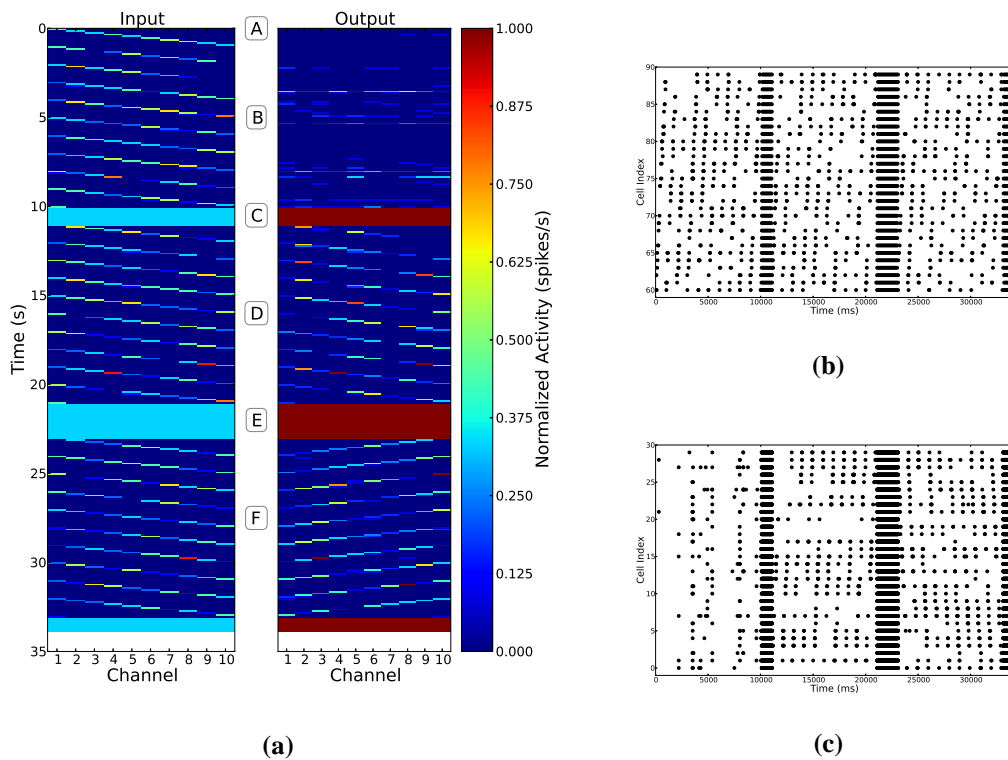 Input
Output
0
5
10
15
20
25
30
35
Time (s)
A
B
C
D
E
F
1 2 3 4 5 6 7 8 9 10
Channel
1 2 3 4 5 6 7 8 9 10
Channel
1.000
0.875
0.750
0.625
0.500
0.375
0.250
0.125
0.000
Normalized Activity (spikes/s)
(a)
90
85
80
75
70
65
60
Cell Index
0 5000 10000 15000 20000 25000 30000
Time (ms)
(b)
30
25
20
15
10
5
0
Cell Index
0 5000 10000 15000 20000 25000 30000
Time (ms)
(c)